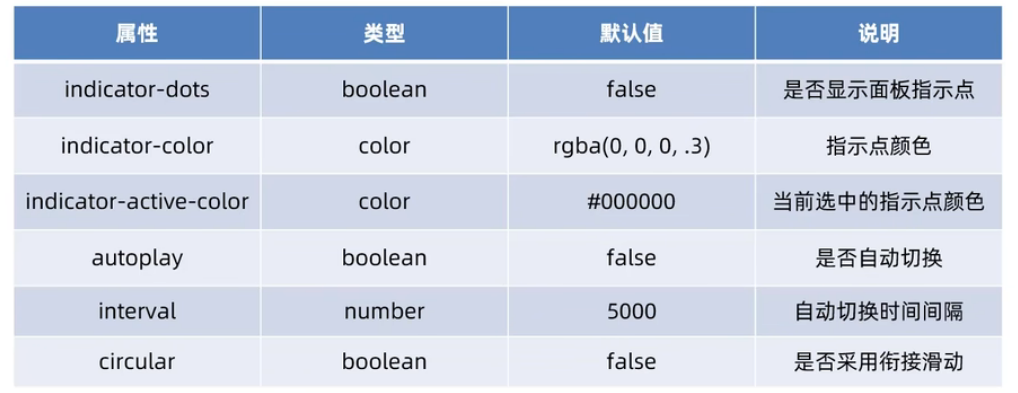 属性 类型 默认值 说明
indicator-dots boolean false 是否显示面板指示点
indicator-color color rgba(0, 0, 0, .3) 指示点颜色
indicator-active-color color #000000 当前选中的指示点颜色
autoplay boolean false 是否自动切换
interval number 5000 自动切换时间间隔
circular boolean false 是否采用衔接滑动